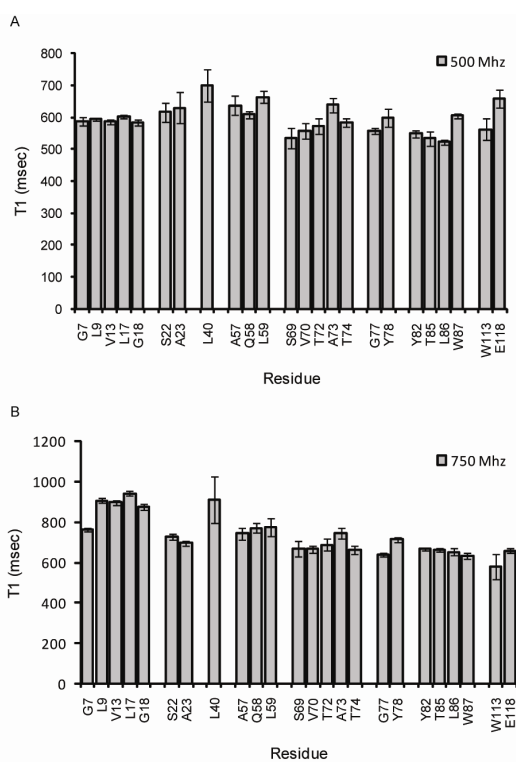 A
500 Mhz
T1 (msec)
800
700
600
500
400
300
200
100
0
G7 L9 V13 L17 G18 S22 A23 L40 A57 Q58 L59 S69 V70 T72 A73 T74 G77 Y78 Y82 T85 L86 W87 W113 E118
Residue
B
750 Mhz
T1 (msec)
1200
1000
800
600
400
200
0
G7 L9 V13 L17 G18 S22 A23 L40 A57 Q58 L59 S69 V70 T72 A73 T74 G77 Y78 Y82 T85 L86 W87 W113 E118
Residue